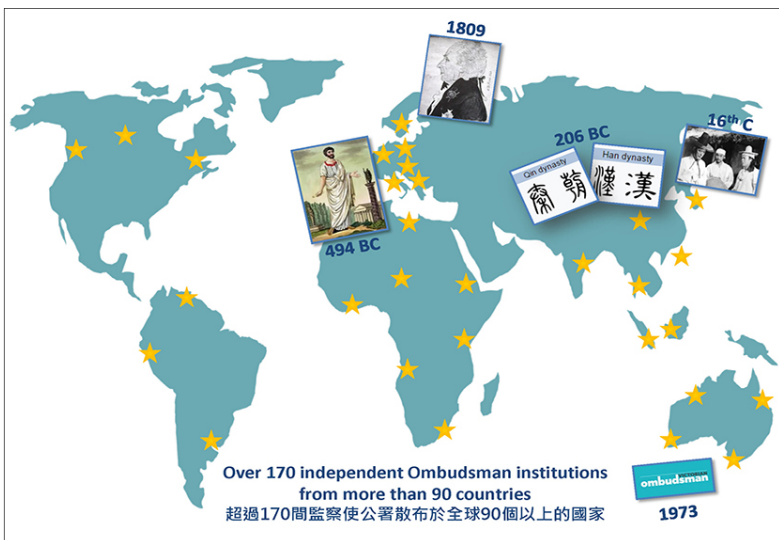 1809
16th C
206 BC
Qin dynasty
Han dynasty
秦朝
漢
494 BC
Over 170 independent Ombudsman institutions
from more than 90 countries
超過170間監察使公署散布於全球90個以上的國家
VICTORIAN
ombudsman
1973